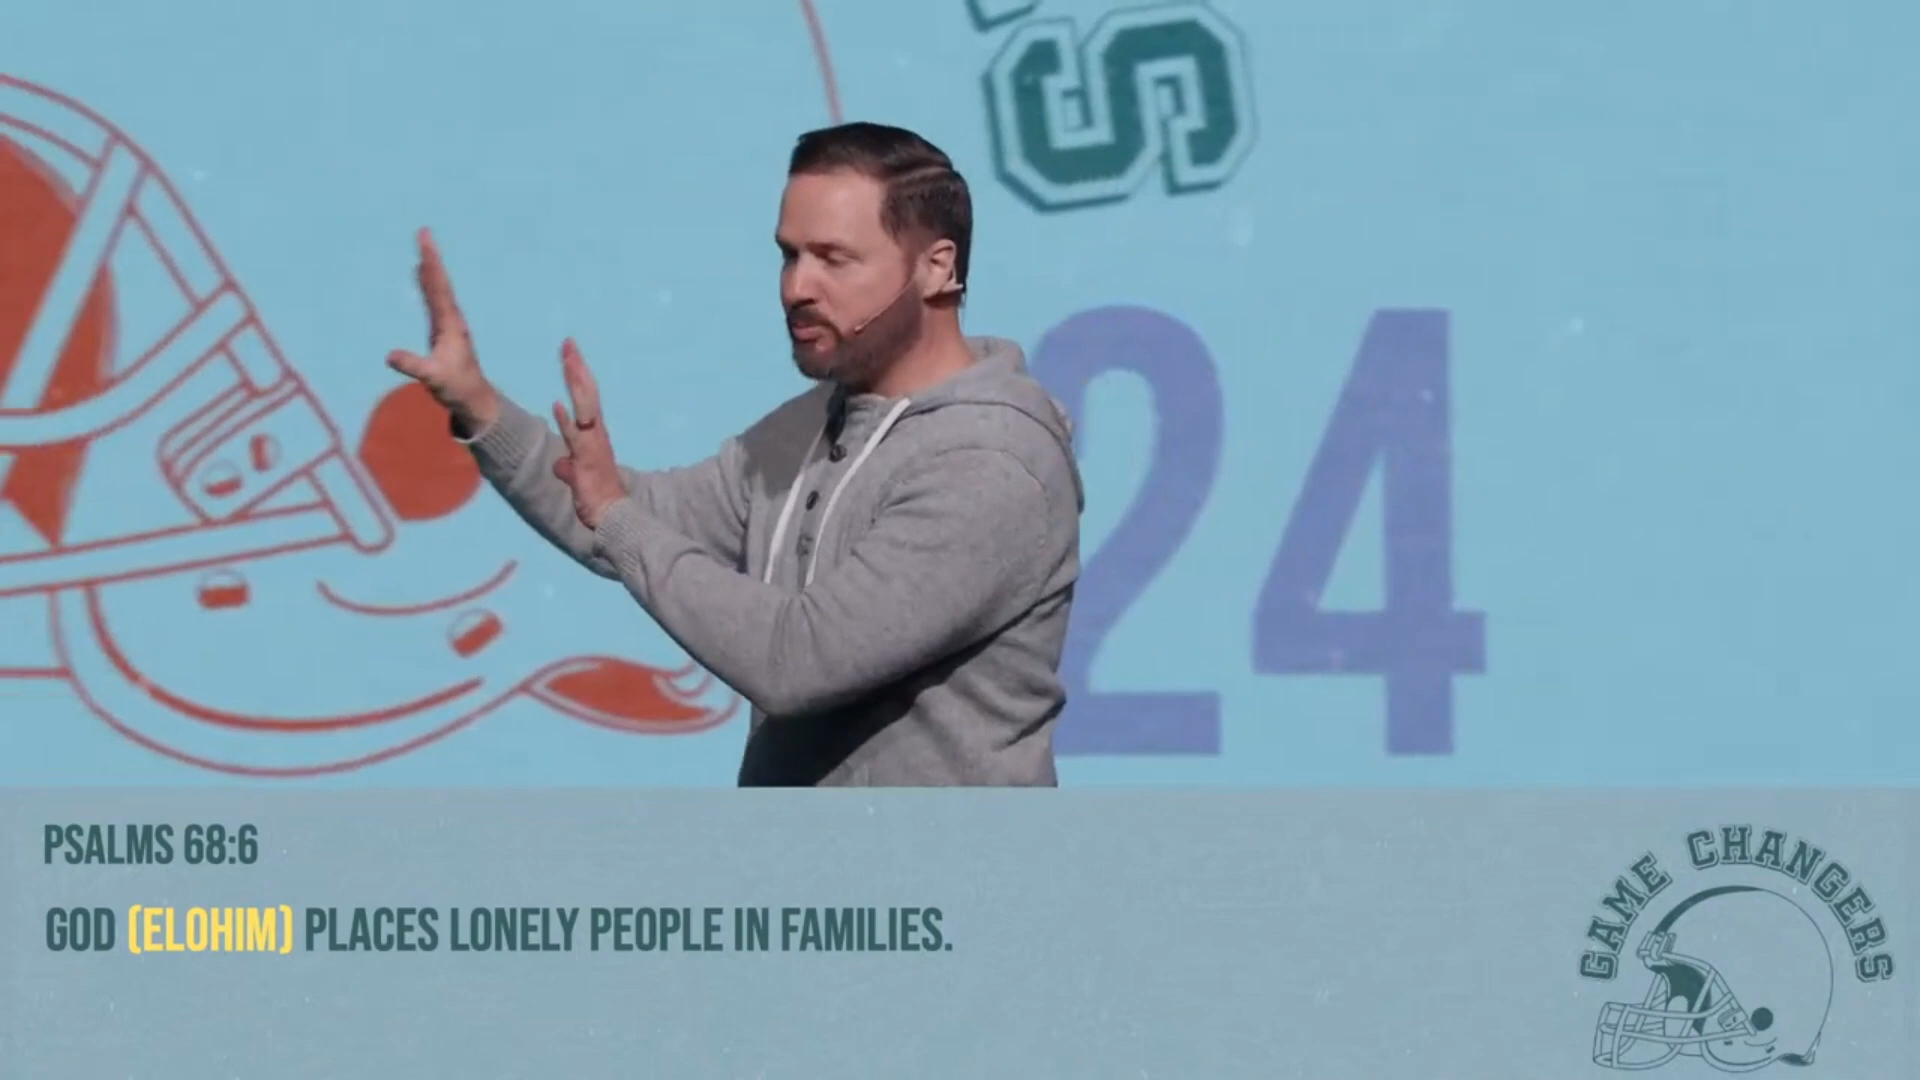 S
24
PSALMS 68:6
GOD (ELOHIM) PLACES LONELY PEOPLE IN FAMILIES.
GAME CHANGERS